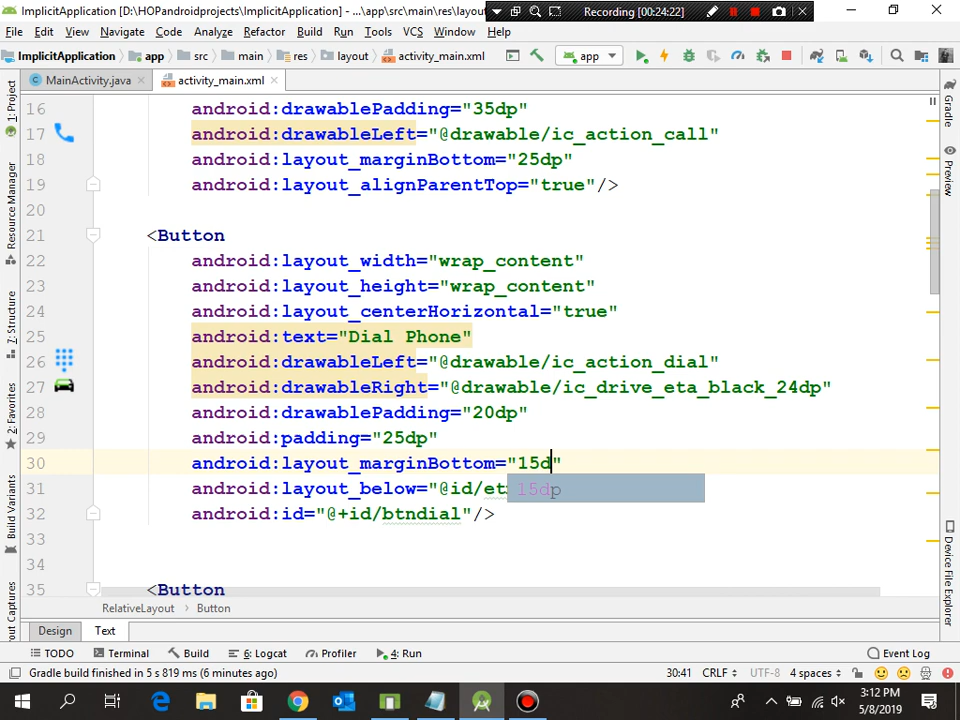 ImplicitApplication [D:\HOPandroidprojects\ImplicitApplication] - ...\app\src\main\res\layou
Recording [00:24:22]
File Edit View Navigate Code Analyze Refactor Build Run Tools VCS Window Help
ImplicitApplication app src main res layout activity_main.xml app
MainActivity.java activity_main.xml
1: Project
Resource Manager
Z: Structure
2: Favorites
Build Variants
out Captures
16 android:drawablePadding="35dp"
17 android:drawableLeft="@drawable/ic_action_call"
18 android:layout_marginBottom="25dp"
19 android:layout_alignParentTop="true"/>
20
21 <Button
22 android:layout_width="wrap_content"
23 android:layout_height="wrap_content"
24 android:layout_centerHorizontal="true"
25 android:text="Dial Phone"
26 android:drawableLeft="@drawable/ic_action_dial"
27 android:drawableRight="@drawable/ic_drive_eta_black_24dp"
28 android:drawablePadding="20dp"
29 android:padding="25dp"
30 android:layout_marginBottom="15d"
31 android:layout_below="@id/et
15dp
32 android:id="@+id/btndial"/>
33
34
35 <Button
Gradle
Preview
Device File Explorer
RelativeLayout Button
Design Text
TODO Terminal Build 6: Logcat Profiler 4: Run Event Log
Gradle build finished in 5 s 819 ms (6 minutes ago) 30:41 CRLF UTF-8 4 spaces
3:12 PM
5/8/2019